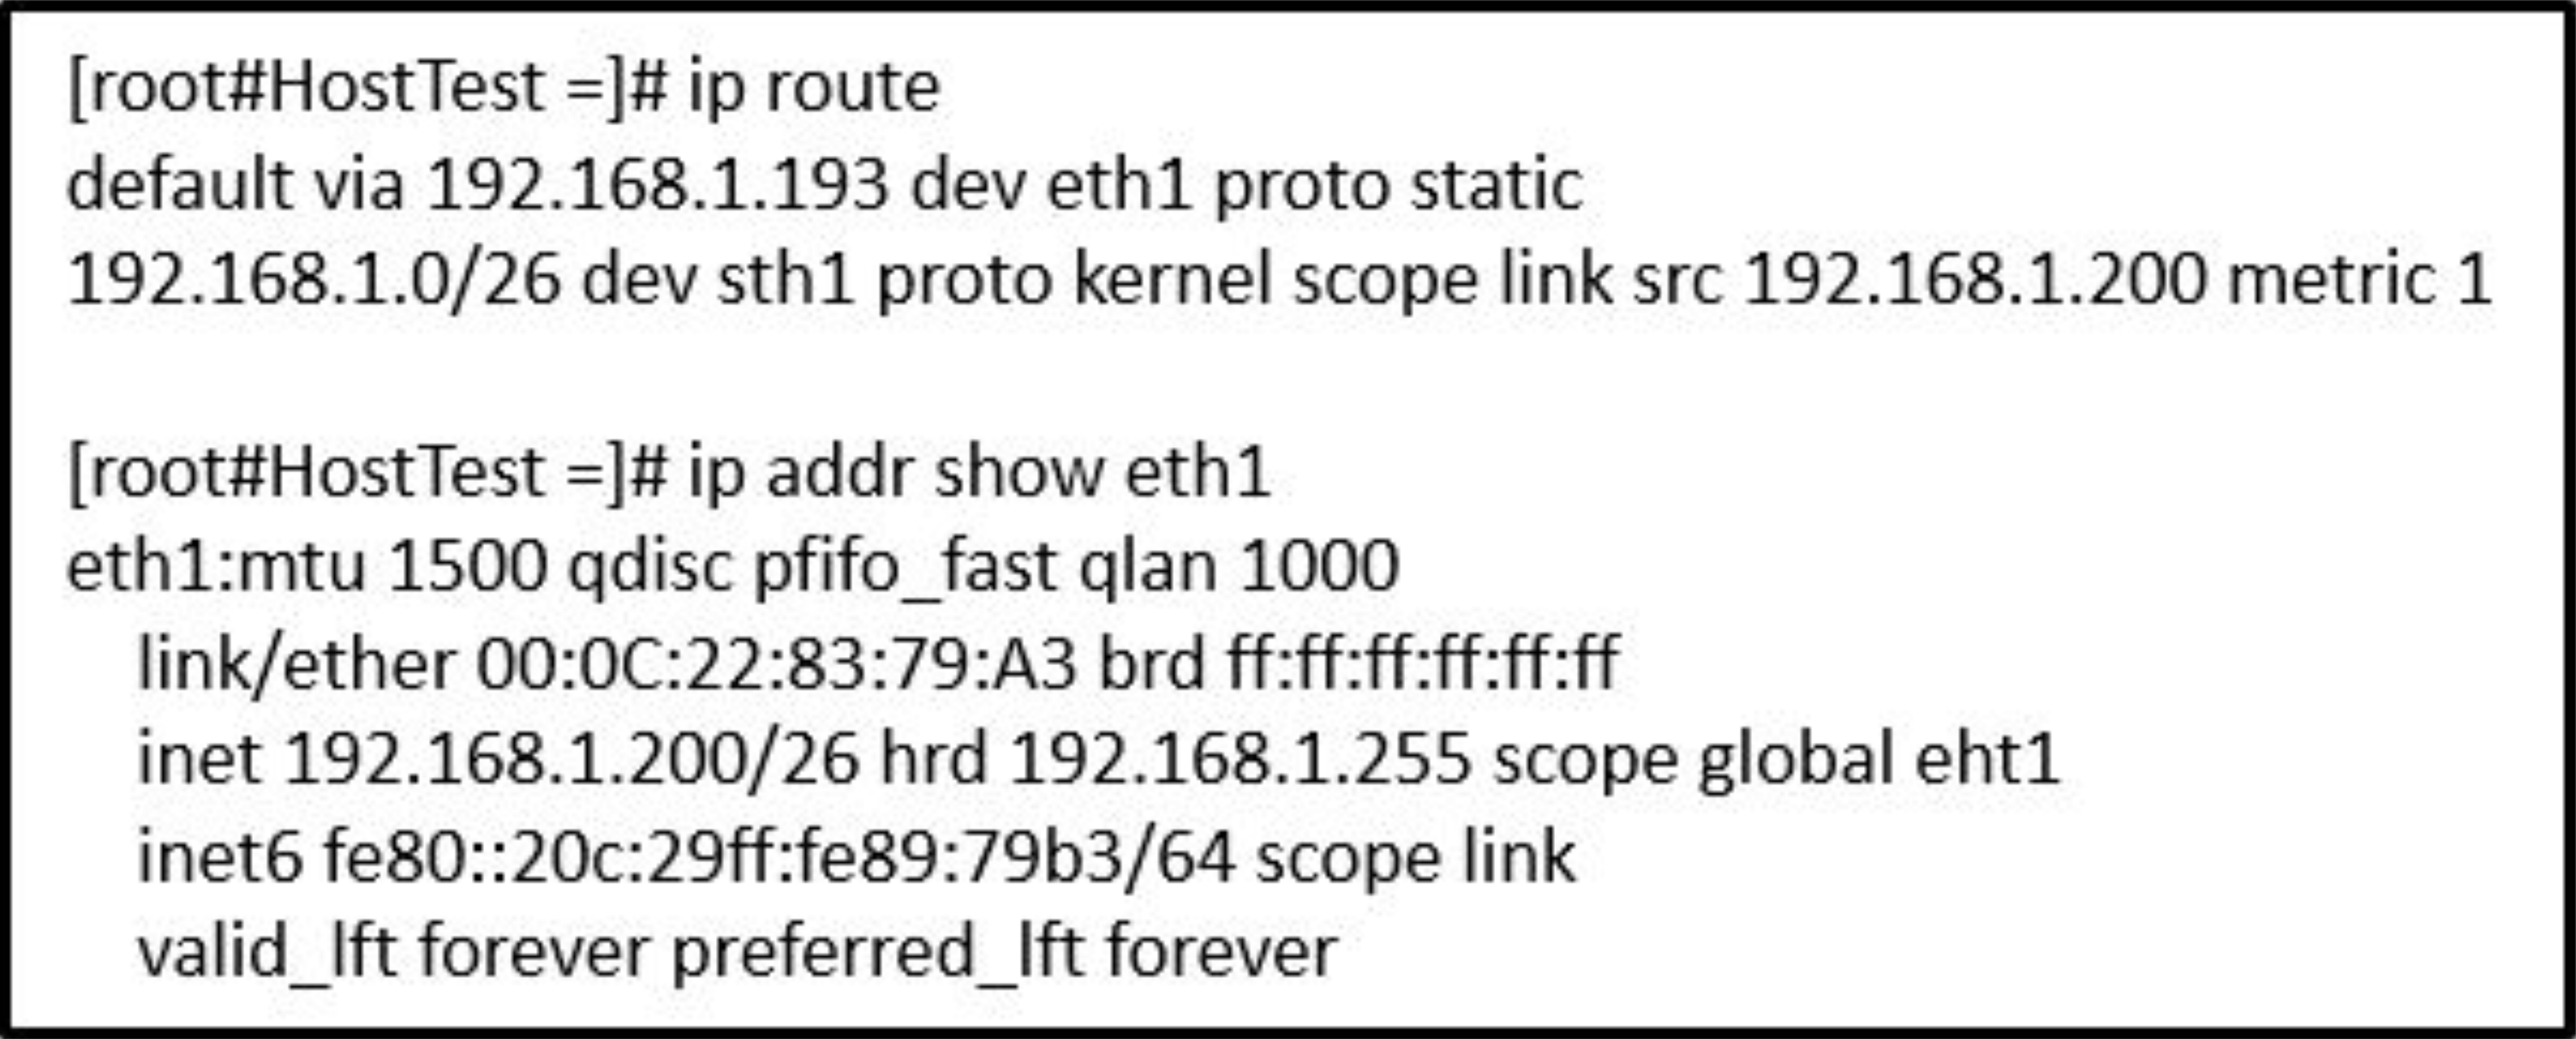 [root#HostTest =]# ip route
default via 192.168.1.193 dev eth1 proto static
192.168.1.0/26 dev sth1 proto kernel scope link src 192.168.1.200 metric 1
[root#HostTest =]# ip addr show eth1
eth1:mtu 1500 qdisc pfifo_fast qlan 1000
link/ether 00:0C:22:83:79:A3 brd ff:ff:ff:ff:ff:ff
inet 192.168.1.200/26 hrd 192.168.1.255 scope global eht1
inet6 fe80::20c:29ff:fe89:79b3/64 scope link
valid_lft forever preferred_lft forever